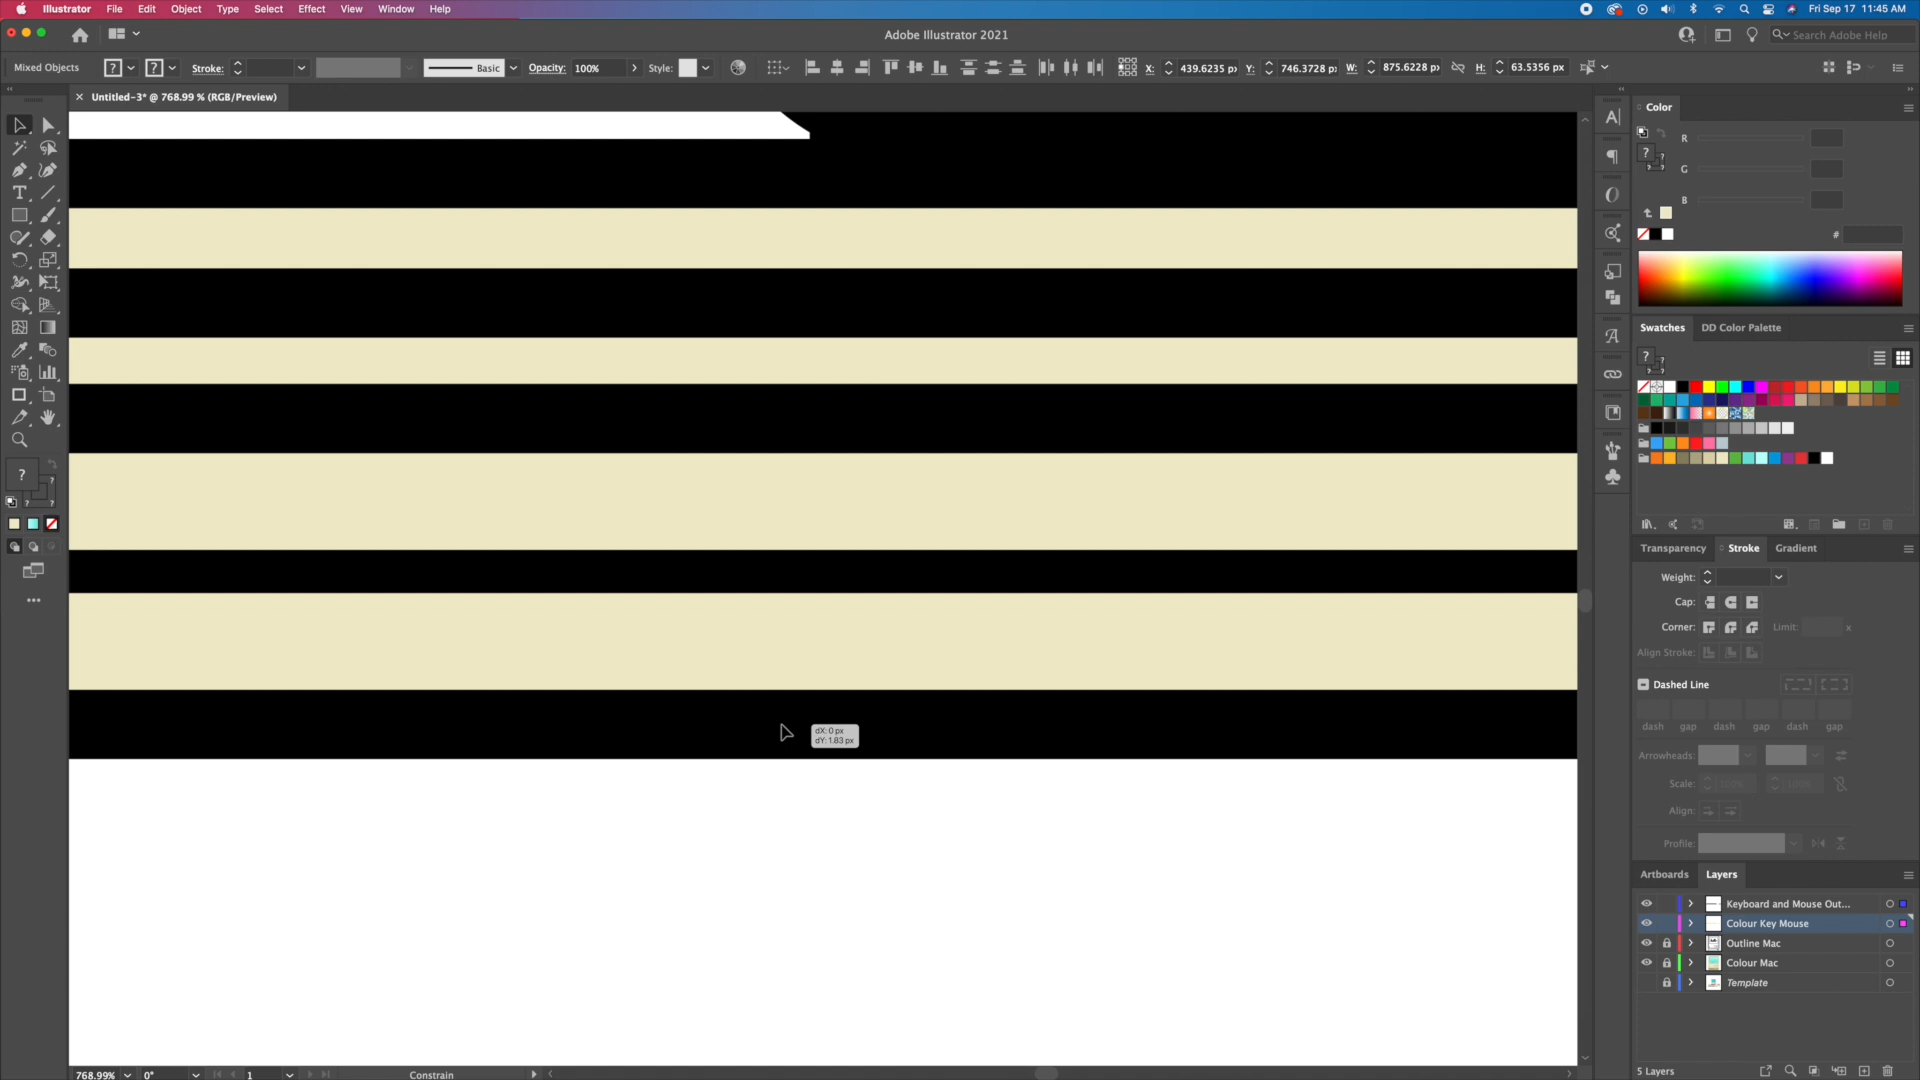 Illustrator File Edit Object Type Select Effect View Window Help Fri Sep 17 11:45 AM
Adobe Illustrator 2021 Search Adobe Help
Mixed Objects ? ? Stroke: Basic Opacity: 100% Style: X: 439.6235 px Y: 746.3728 px W: 875.6228 px H: 63.5356 px
× Untitled-3* @ 768.99 % (RGB/Preview)
Color
R
G
B
#
Swatches DD Color Palette
Transparency Stroke Gradient
Weight:
Cap:
Corner: Limit: x
Align Stroke:
Dashed Line
dash gap dash gap dash gap
dX: 0 px
dY: 1.83 px
Arrowheads:
Scale: 100% 100%
Align:
Profile:
Artboards Layers
Keyboard and Mouse Out...
Colour Key Mouse
Outline Mac
Colour Mac
Template
5 Layers
768.99% 0° 1 Constrain